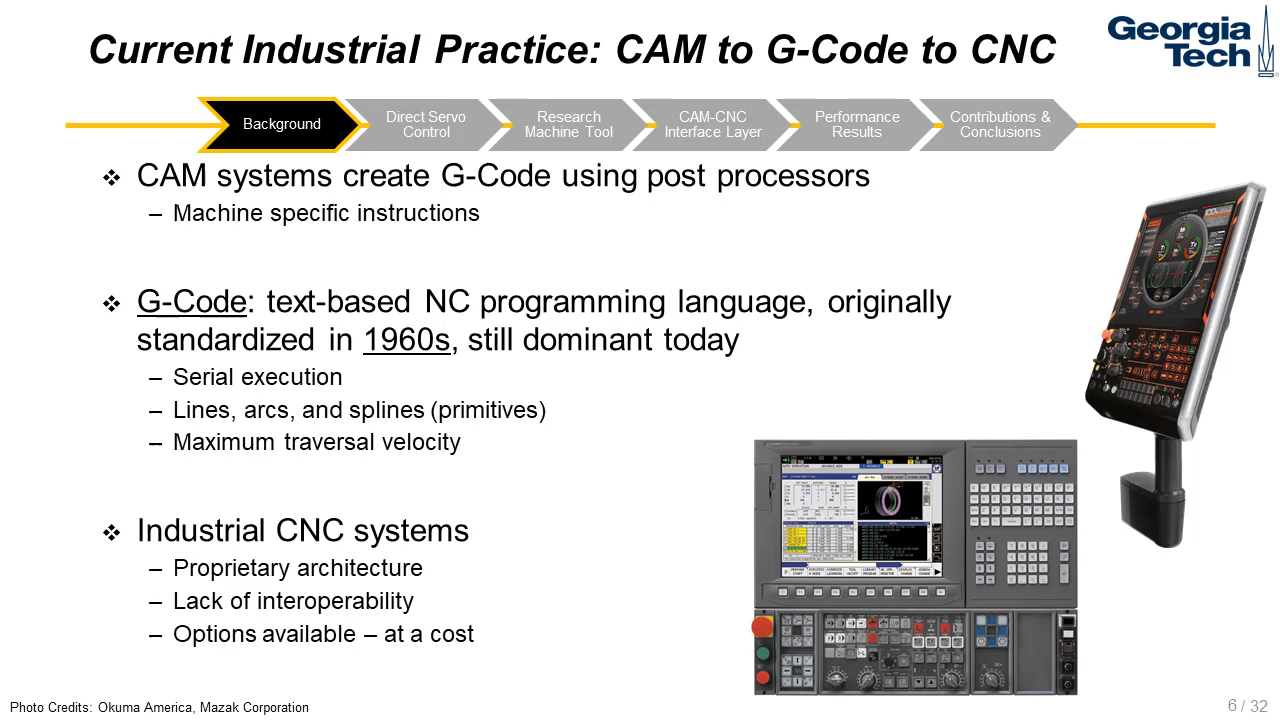 Current Industrial Practice: CAM to G-Code to CNC
Georgia
Tech
Background
Direct Servo
Control
Research
Machine Tool
CAM-CNC
Interface Layer
Performance
Results
Contributions &
Conclusions
❖ CAM systems create G-Code using post processors
– Machine specific instructions
❖ G-Code: text-based NC programming language, originally
standardized in 1960s, still dominant today
– Serial execution
– Lines, arcs, and splines (primitives)
– Maximum traversal velocity
❖ Industrial CNC systems
– Proprietary architecture
– Lack of interoperability
– Options available – at a cost
Photo Credits: Okuma America, Mazak Corporation
6 / 32